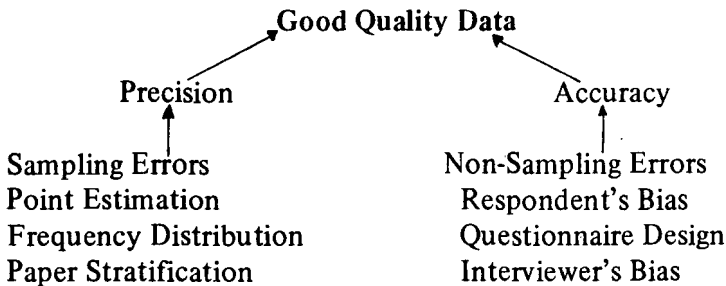 Good Quality Data
Precision
Accuracy
Sampling Errors
Point Estimation
Frequency Distribution
Paper Stratification
Non-Sampling Errors
Respondent's Bias
Questionnaire Design
Interviewer's Bias